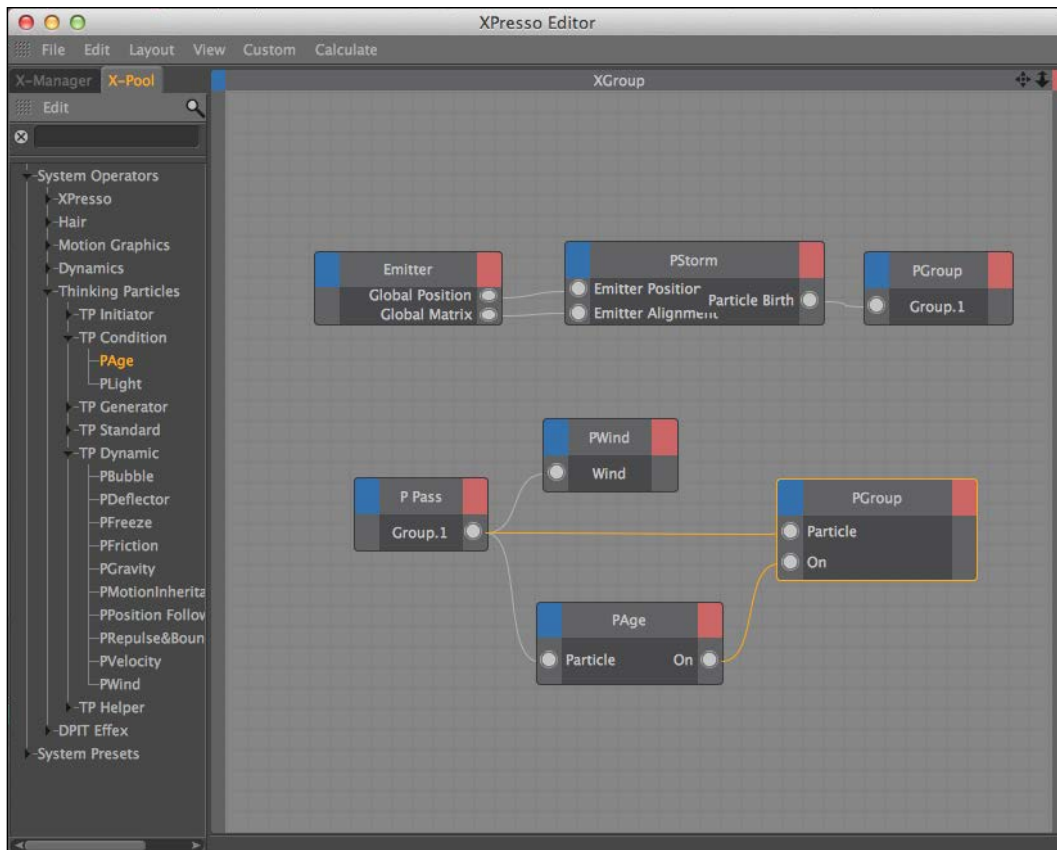 XPresso Editor
File Edit Layout View Custom Calculate
X-Manager X-Pool
Edit
System Operators
XPresso
Hair
Motion Graphics
Dynamics
Thinking Particles
TP Initiator
TP Condition
PAge
PLight
TP Generator
TP Standard
TP Dynamic
PBubble
PDeflector
PFreeze
PFriction
PGravity
PMotionInherita
PPosition Follow
PRepulse&Boun
PVelocity
PWind
TP Helper
DPIT Effex
System Presets
XGroup
Emitter
Global Position
Global Matrix
PStorm
Emitter Position
Particle Birth
Emitter Alignment
PGroup
Group.1
PWind
Wind
P Pass
Group.1
PGroup
Particle
On
PAge
Particle On